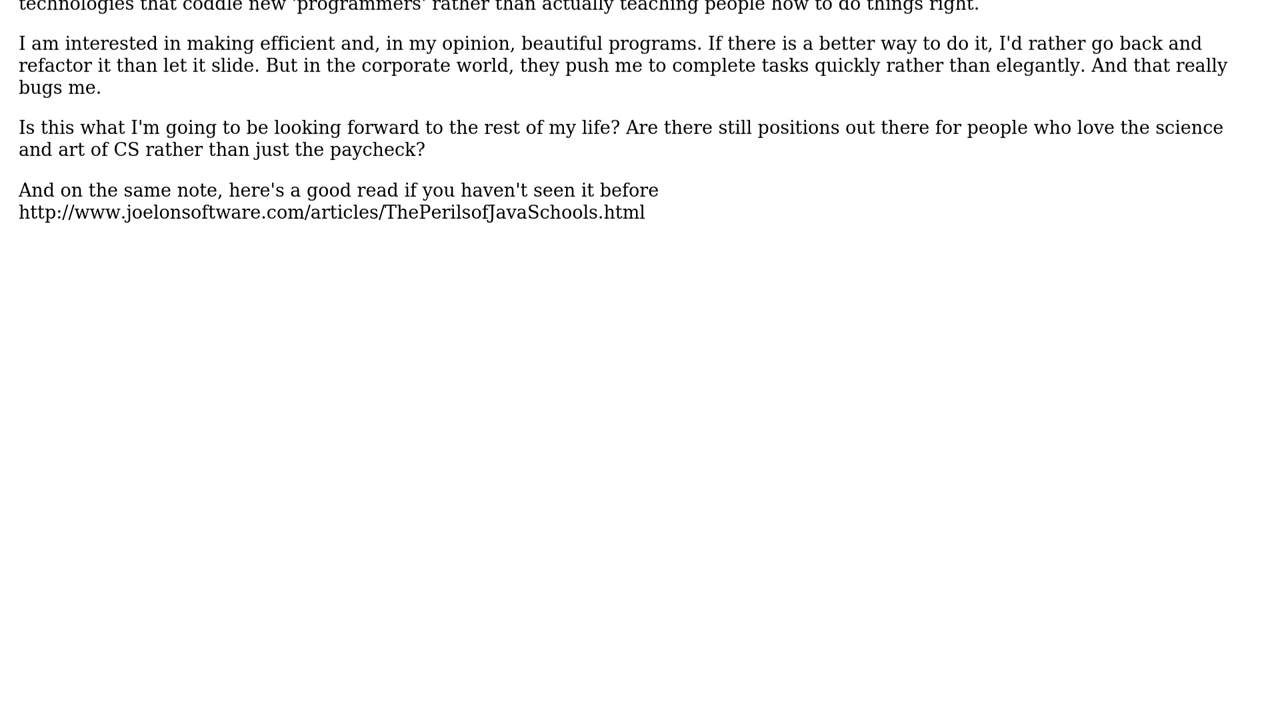 technologies that coddle new 'programmers' rather than actually teaching people how to do things right.
I am interested in making efficient and, in my opinion, beautiful programs. If there is a better way to do it, I'd rather go back and
refactor it than let it slide. But in the corporate world, they push me to complete tasks quickly rather than elegantly. And that really
bugs me.
Is this what I'm going to be looking forward to the rest of my life? Are there still positions out there for people who love the science
and art of CS rather than just the paycheck?
And on the same note, here's a good read if you haven't seen it before
http://www.joelonsoftware.com/articles/ThePerilsofJavaSchools.html